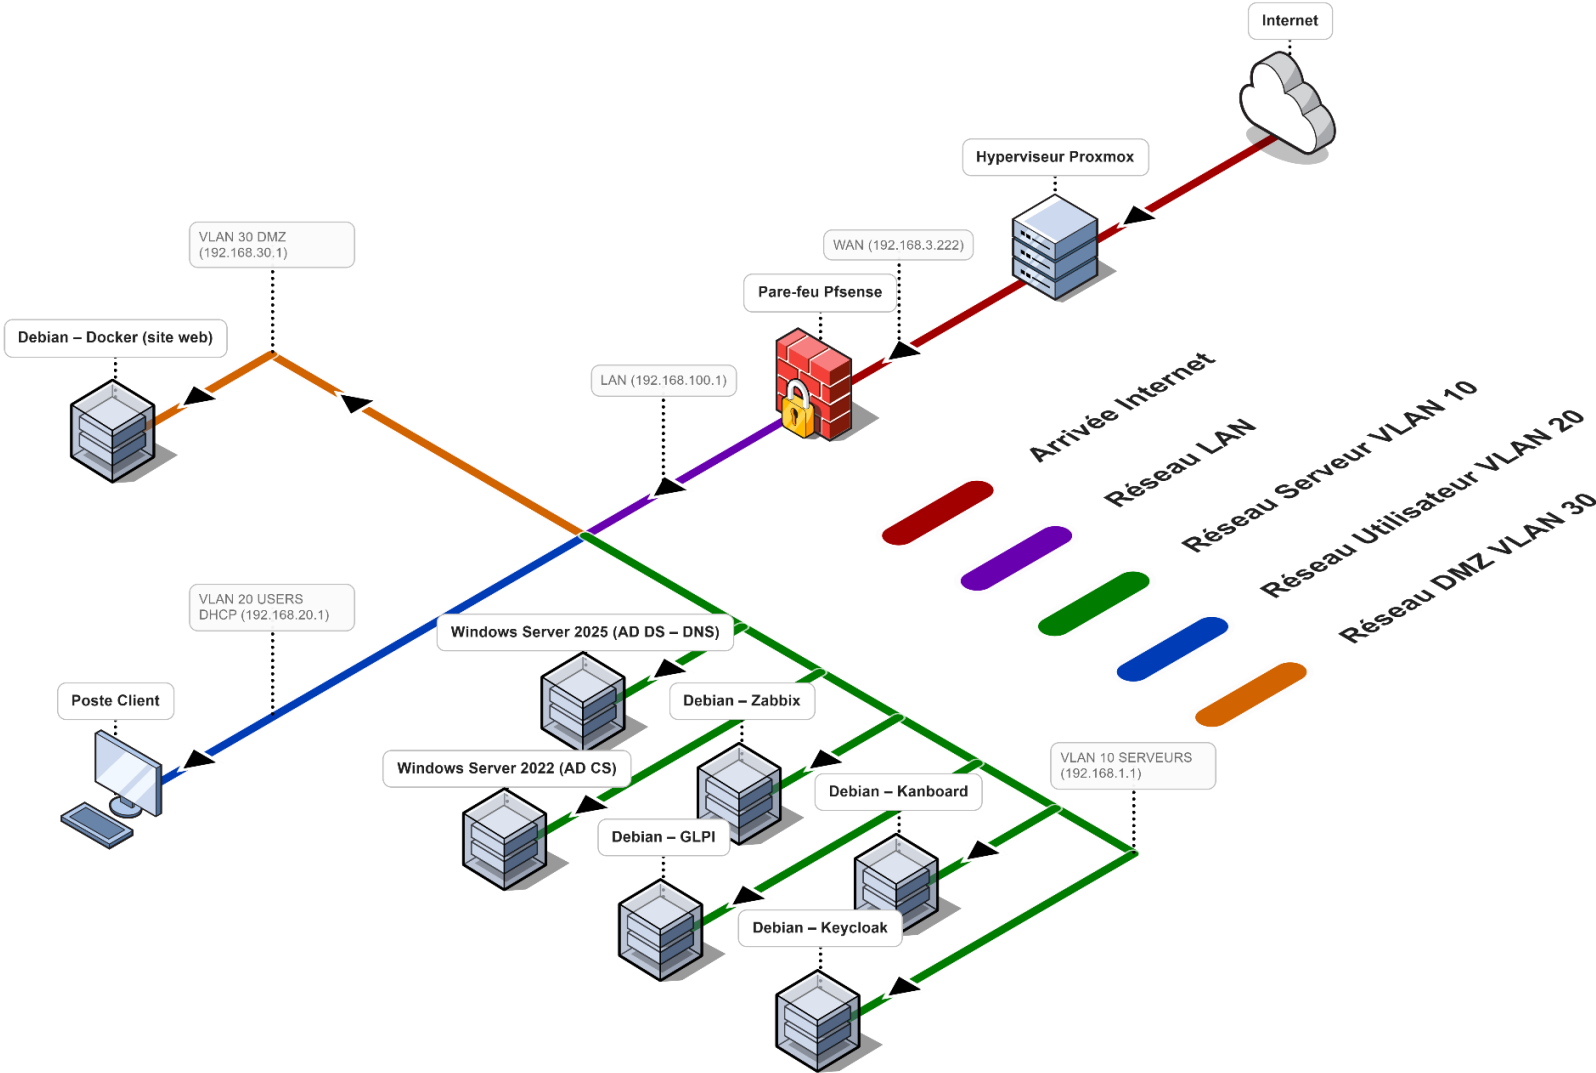 Internet
Hyperviseur Proxmox
WAN (192.168.3.222)
VLAN 30 DMZ
(192.168.30.1)
Pare-feu Pfsense
Debian – Docker (site web)
LAN (192.168.100.1)
Arrivée Internet
Réseau LAN
Réseau Serveur VLAN 10
Réseau Utilisateur VLAN 20
Réseau DMZ VLAN 30
VLAN 20 USERS
DHCP (192.168.20.1)
Windows Server 2025 (AD DS – DNS)
Poste Client
Debian – Zabbix
Windows Server 2022 (AD CS)
VLAN 10 SERVEURS
(192.168.1.1)
Debian – Kanboard
Debian – GLPI
Debian – Keycloak